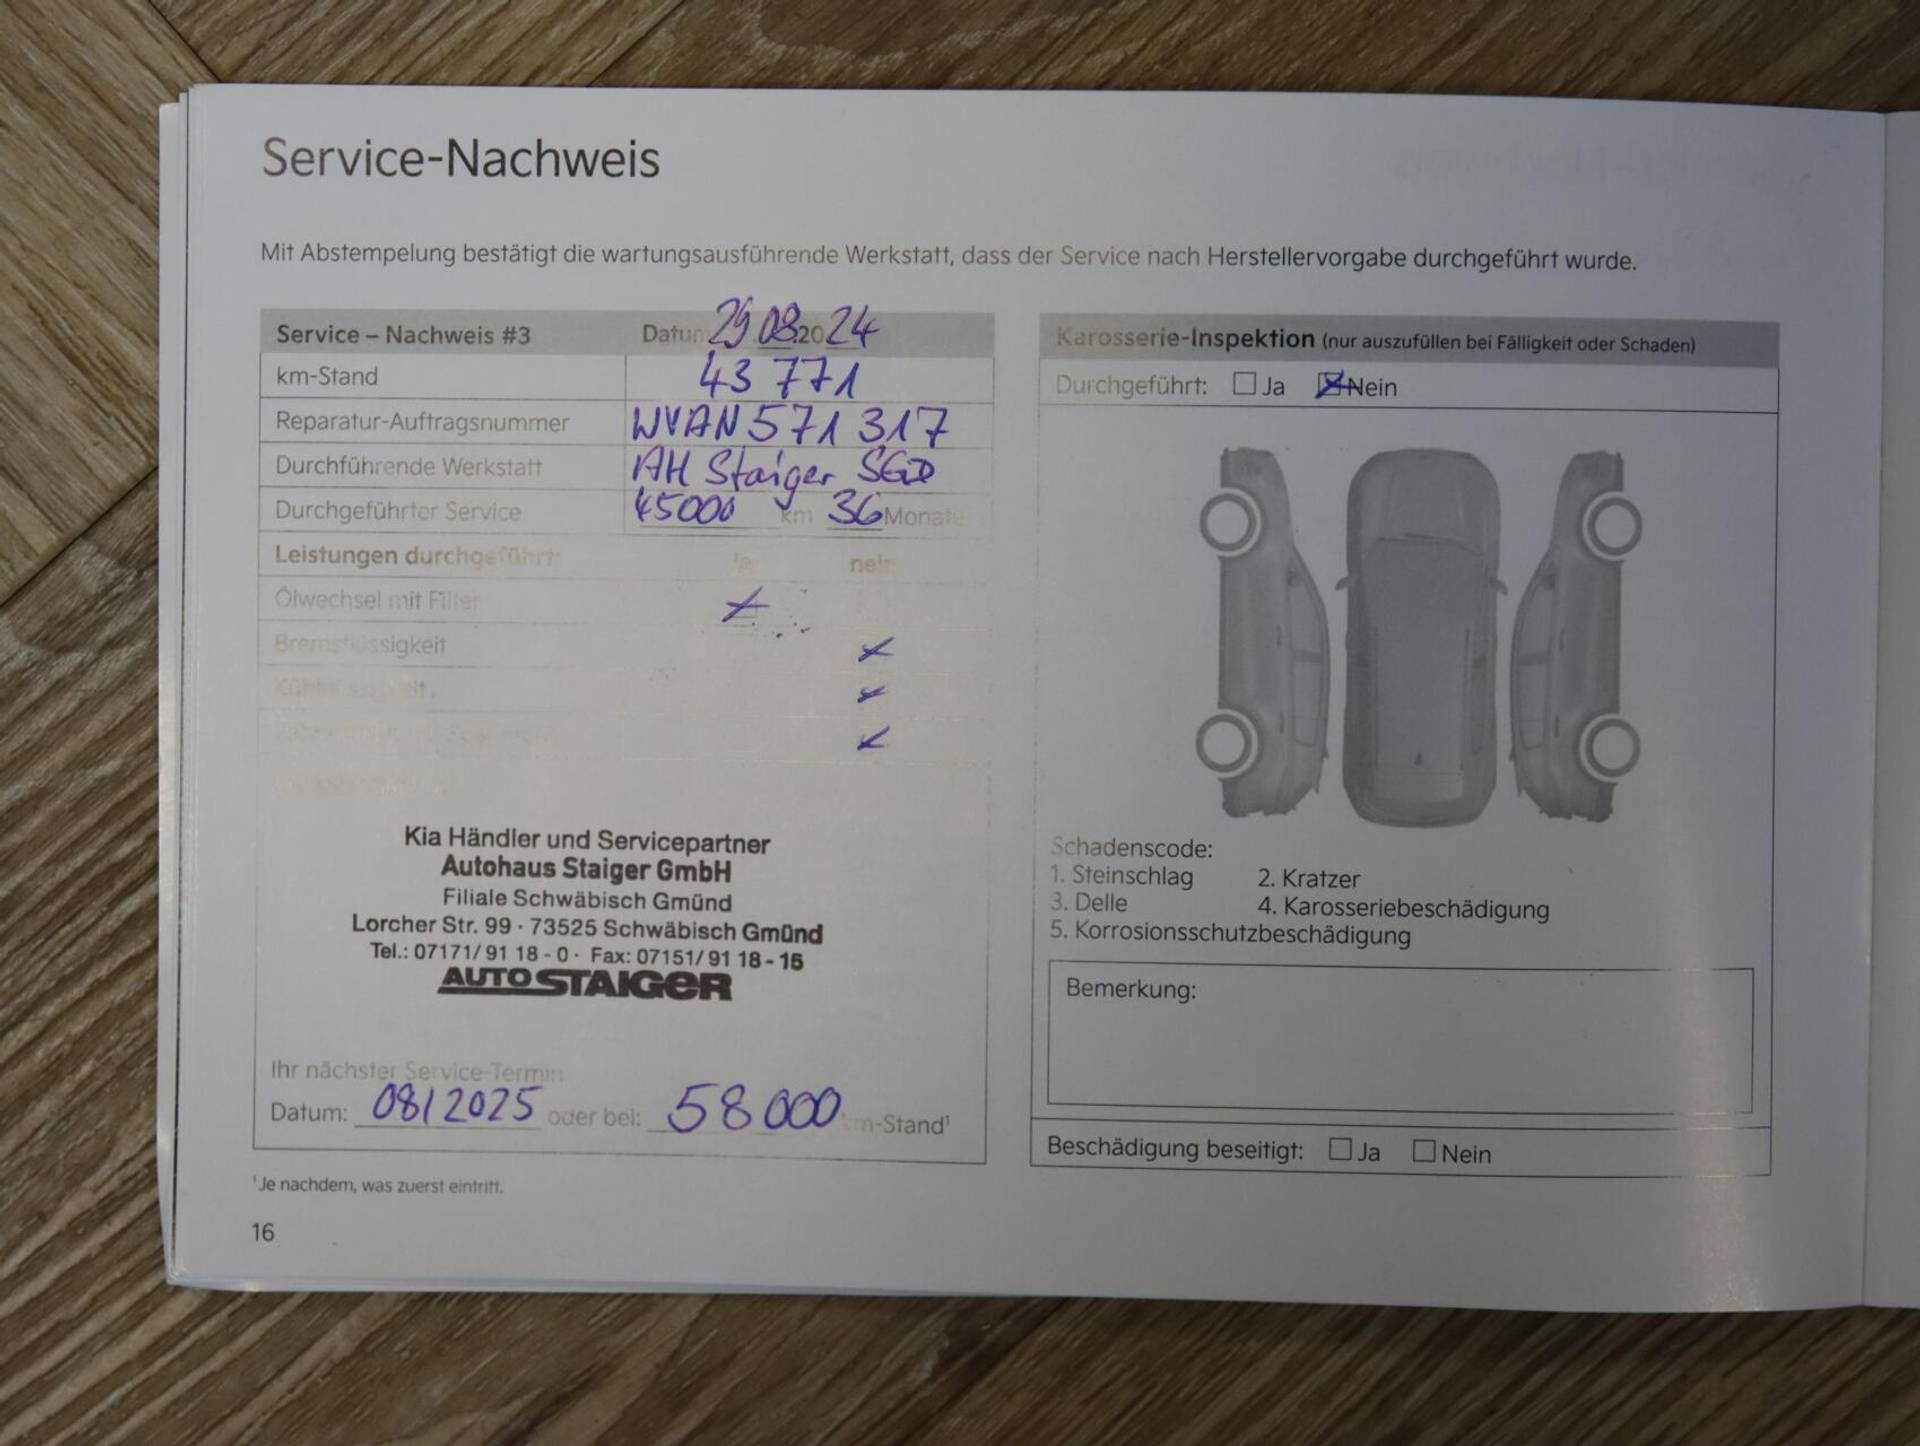 Service-Nachweis
Mit Abstempelung bestätigt die wartungsausführende Werkstatt, dass der Service nach Herstellervorgabe durchgeführt wurde.
Service – Nachweis #3 Datum 29.08.2024
km-Stand 43 771
Reparatur-Auftragsnummer WVAN571 317
Durchführende Werkstatt AH Staiger SGD
Durchgeführter Service 45000 km 36 Monate
Leistungen durchgeführt: ja nein
Ölwechsel mit Filter
Bremsflüssigkeit
Kia Händler und Servicepartner
Autohaus Staiger GmbH
Filiale Schwäbisch Gmünd
Lorcher Str. 99 · 73525 Schwäbisch Gmünd
Tel.: 07171/ 91 18 - 0 · Fax: 07151/ 91 18 - 15
AUTO STAIGER
Ihr nächster Service-Termin
Datum: 08/2025 oder bei: 58 000 km-Stand¹
¹Je nachdem, was zuerst eintritt.
16
Karosserie-Inspektion (nur auszufüllen bei Fälligkeit oder Schaden)
Durchgeführt: Ja Nein
Schadenscode:
1. Steinschlag 2. Kratzer
3. Delle 4. Karosseriebeschädigung
5. Korrosionsschutzbeschädigung
Bemerkung:
Beschädigung beseitigt: Ja Nein